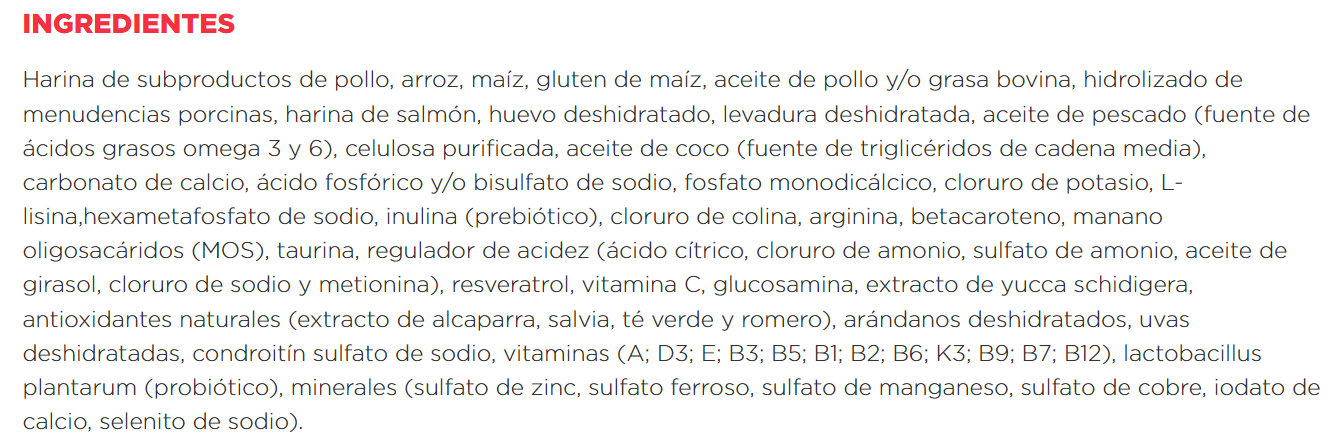 INGREDIENTES
Harina de subproductos de pollo, arroz, maíz, gluten de maíz, aceite de pollo y/o grasa bovina, hidrolizado de
menudencias porcinas, harina de salmón, huevo deshidratado, levadura deshidratada, aceite de pescado (fuente de
ácidos grasos omega 3 y 6), celulosa purificada, aceite de coco (fuente de triglicéridos de cadena media),
carbonato de calcio, ácido fosfórico y/o bisulfato de sodio, fosfato monodicálcico, cloruro de potasio, L-
lisina,hexametafosfato de sodio, inulina (prebiótico), cloruro de colina, arginina, betacaroteno, manano
oligosacáridos (MOS), taurina, regulador de acidez (ácido cítrico, cloruro de amonio, sulfato de amonio, aceite de
girasol, cloruro de sodio y metionina), resveratrol, vitamina C, glucosamina, extracto de yucca schidigera,
antioxidantes naturales (extracto de alcaparra, salvia, té verde y romero), arándanos deshidratados, uvas
deshidratadas, condroitín sulfato de sodio, vitaminas (A; D3; E; B3; B5; B1; B2; B6; K3; B9; B7; B12), lactobacillus
plantarum (probiótico), minerales (sulfato de zinc, sulfato ferroso, sulfato de manganeso, sulfato de cobre, iodato de
calcio, selenito de sodio).